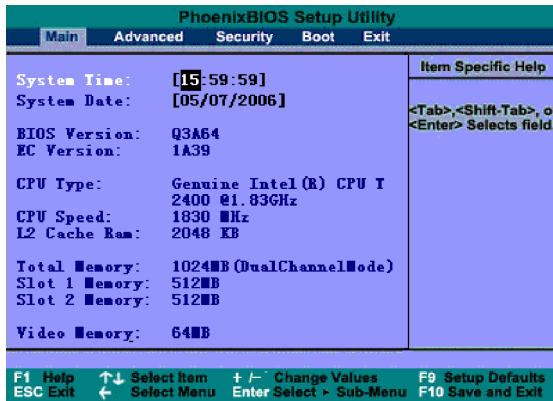 PhoenixBIOS Setup Utility
Main Advanced Security Boot Exit
Item Specific Help
System Time: [15:59:59]
System Date: [05/07/2006]
<Tab>,<Shift-Tab>, o
<Enter> Selects field
BIOS Version: Q3A64
EC Version: 1A39
CPU Type: Genuine Intel(R) CPU T
2400 @1.83GHz
CPU Speed: 1830 MHz
L2 Cache Ram: 2048 KB
Total Memory: 1024MB(DualChannelMode)
Slot 1 Memory: 512MB
Slot 2 Memory: 512MB
Video Memory: 64MB
F1 Help ↑↓ Select Item + / - Change Values F9 Setup Defaults
ESC Exit ← Select Menu Enter Select ► Sub-Menu F10 Save and Exit